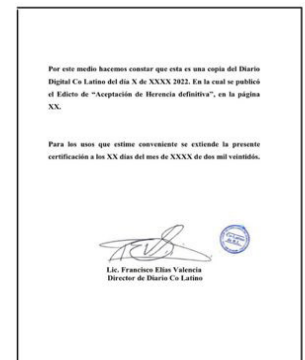 Por este medio hacemos constar que esta es una copia del Diario
Digital Co Latino del día X de XXXX 2022. En la cual se publicó
el Edicto de “Aceptación de Herencia definitiva”, en la página
XX.
Para los usos que estime conveniente se extiende la presente
certificación a los XX días del mes de XXXX de dos mil veintidós.
Lic. Francisco Elías Valencia
Director de Diario Co Latino